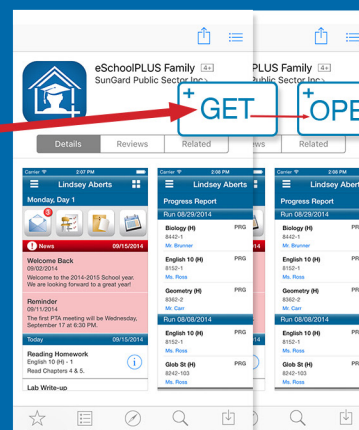 eSchoolPLUS Family 4+
SunGard Public Sector Inc>
+ GET
Details
Reviews
Related
Carrier 2:07 PM
Lindsey Aberts
Monday, Day 1
3
News 09/15/2014
Welcome Back
09/02/2014
Welcome to the 2014-2015 School year.
We are looking forward to a great year!
Reminder
09/11/2014
The first PTA meeting will be Wednesday,
September 17 at 6:30 PM.
Today 09/15/2014
Reading Homework
English 10 (H) - 1
Read Chapters 4 & 5.
Lab Write-up
Carrier 2:06 PM
Lindsey Aberts
Progress Report
Run 08/29/2014
Biology (H) PRG
8442-1
Mr. Brunner
English 10 (H) PRG
8152-1
Ms. Ross
Geometry (H) PRG
8362-2
Mr. Carr
Run 08/08/2014
English 10 (H) PRG
8152-1
Ms. Ross
Glob St (H) PRG
8242-103
Ms. Ross
PLUS Family 4+
Public Sector Inc>
+ OPE
ws
Related
14
14
Carrier 2:06 PM
Lindsey Abert
Progress Report
Run 08/29/2014
Biology (H) PRG
8442-1
Mr. Brunner
English 10 (H) PRG
8152-1
Ms. Ross
Geometry (H) PRG
8362-2
Mr. Carr
Run 08/08/2014
English 10 (H) PRG
8152-1
Ms. Ross
Glob St (H) PRG
8242-103
Ms. Ross